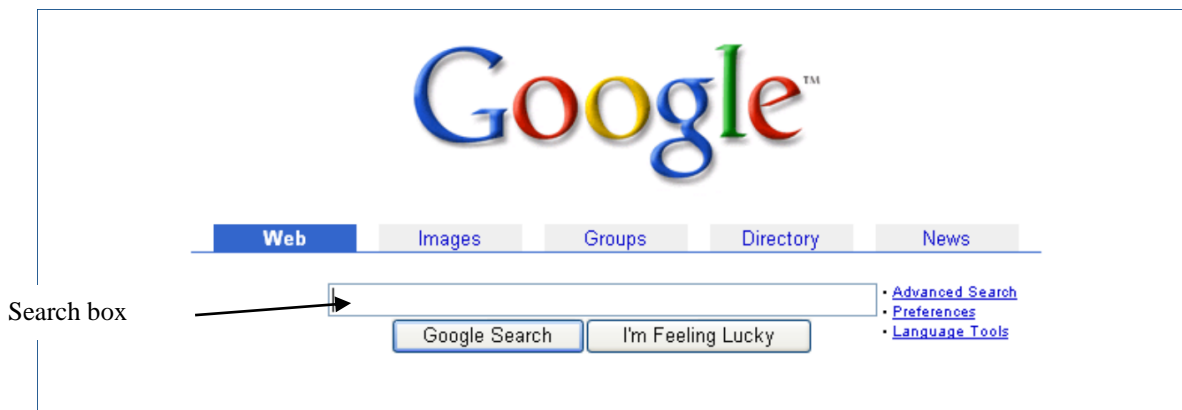 Google™
Web Images Groups Directory News
Search box
• Advanced Search
• Preferences
• Language Tools
Google Search I'm Feeling Lucky